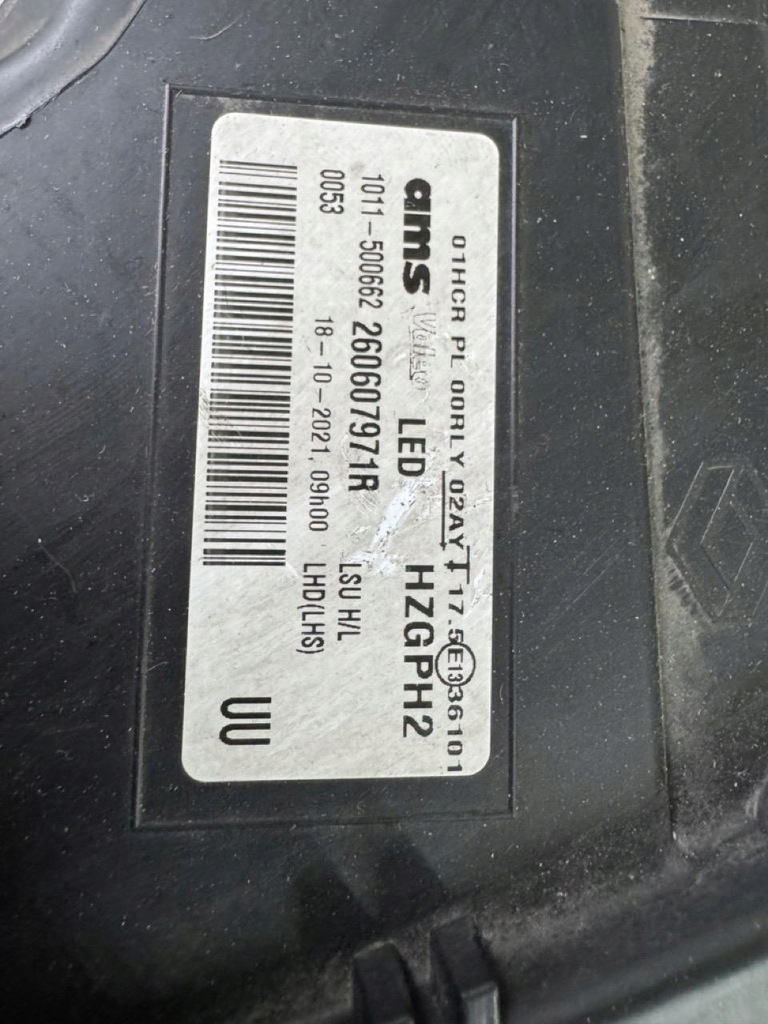 01HCR PL 00RLY 02AY 17.5 E13 36101
ams Valeo LED HZGPH2
1011-500662 260607971R LSU H/L
0053 18-10-2021, 09h00 LHD(LHS)
UU